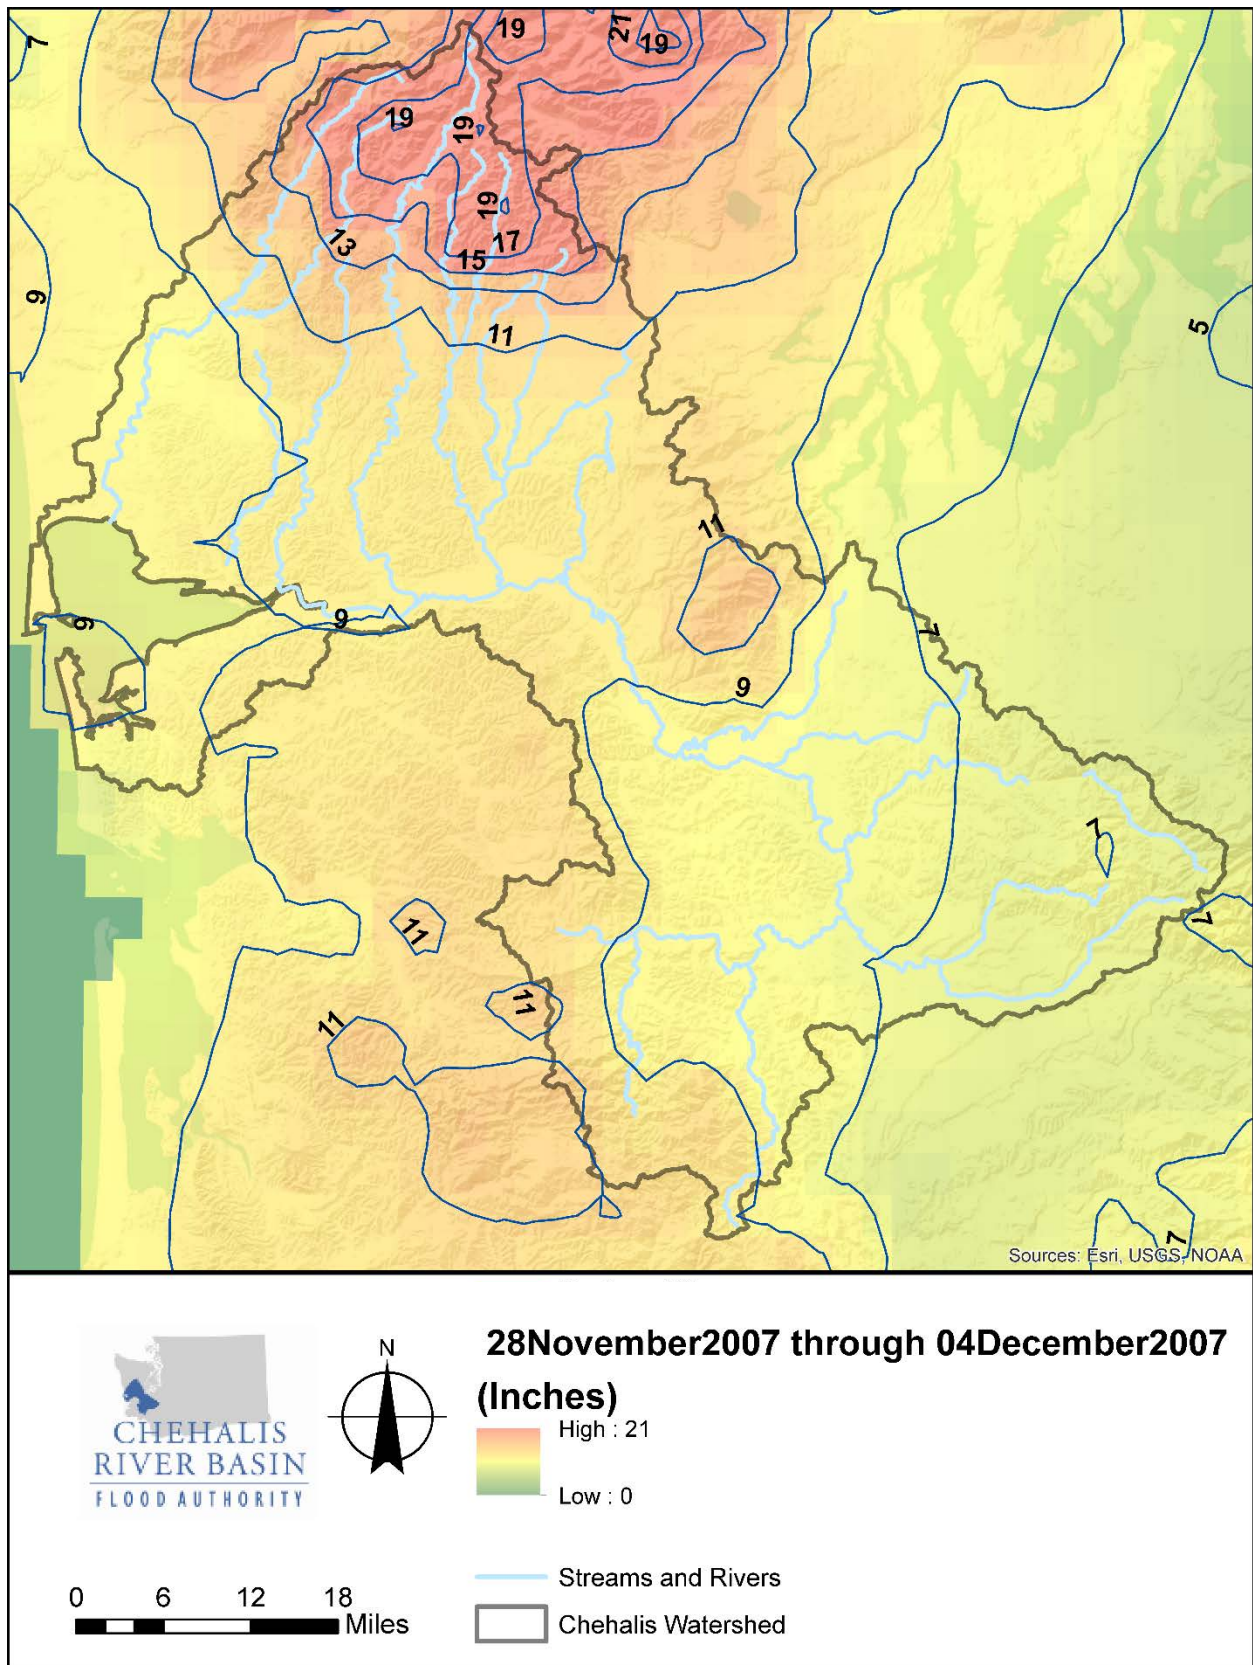 7
19
21
19
19
19
19
17
13
15
9
11
5
11
9
9
7
9
7
11
7
11
11
7
Sources: Esri, USGS, NOAA
28November2007 through 04December2007
(Inches)
High : 21
Low : 0
N
CHEHALIS
RIVER BASIN
FLOOD AUTHORITY
Streams and Rivers
Chehalis Watershed
0 6 12 18
Miles